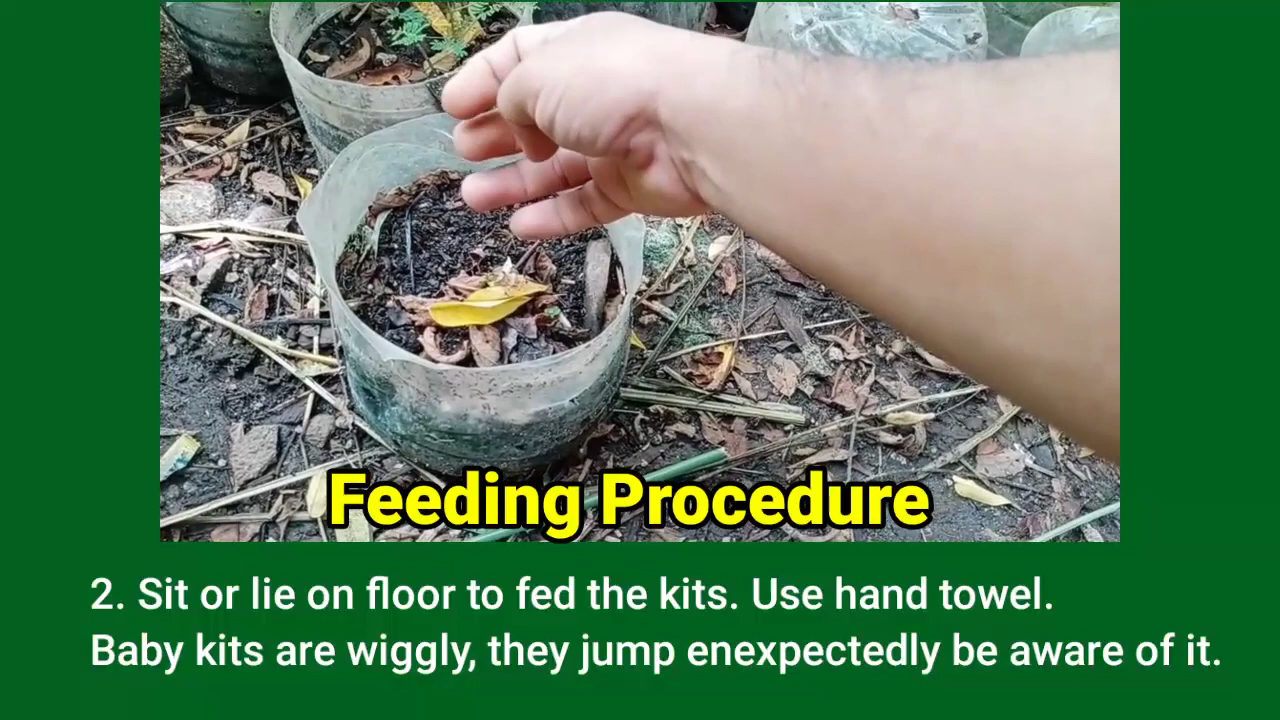 Feeding Procedure
2. Sit or lie on floor to fed the kits. Use hand towel.
Baby kits are wiggly, they jump enexpectedly be aware of it.